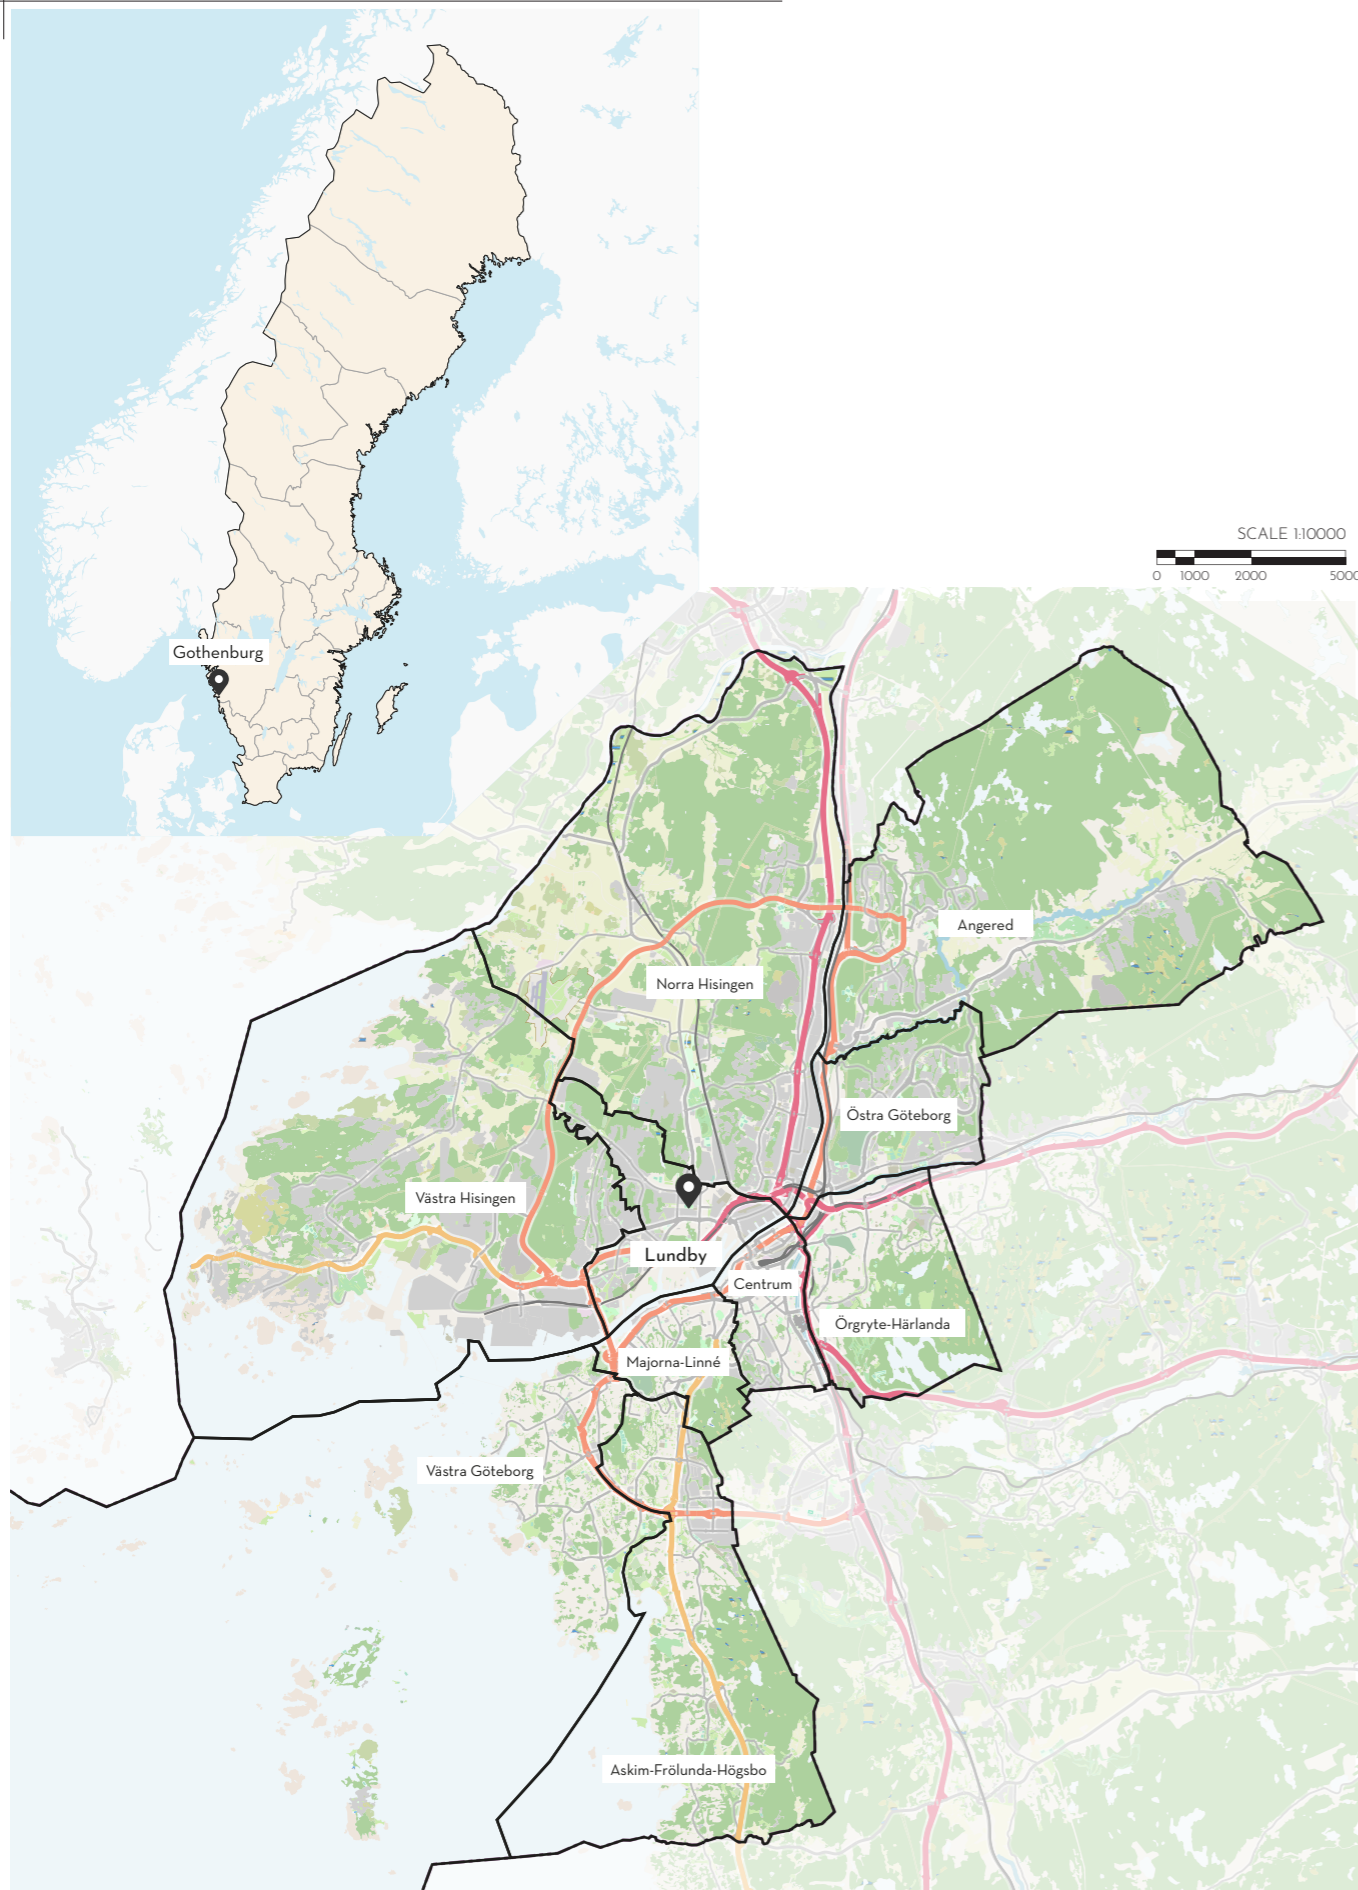 SCALE 1:10000
0 1000 2000 5000
Gothenburg
Angered
Norra Hisingen
Östra Göteborg
Västra Hisingen
Lundby
Centrum
Örgryte-Härlanda
Majorna-Linné
Västra Göteborg
Askim-Frölunda-Högsbo